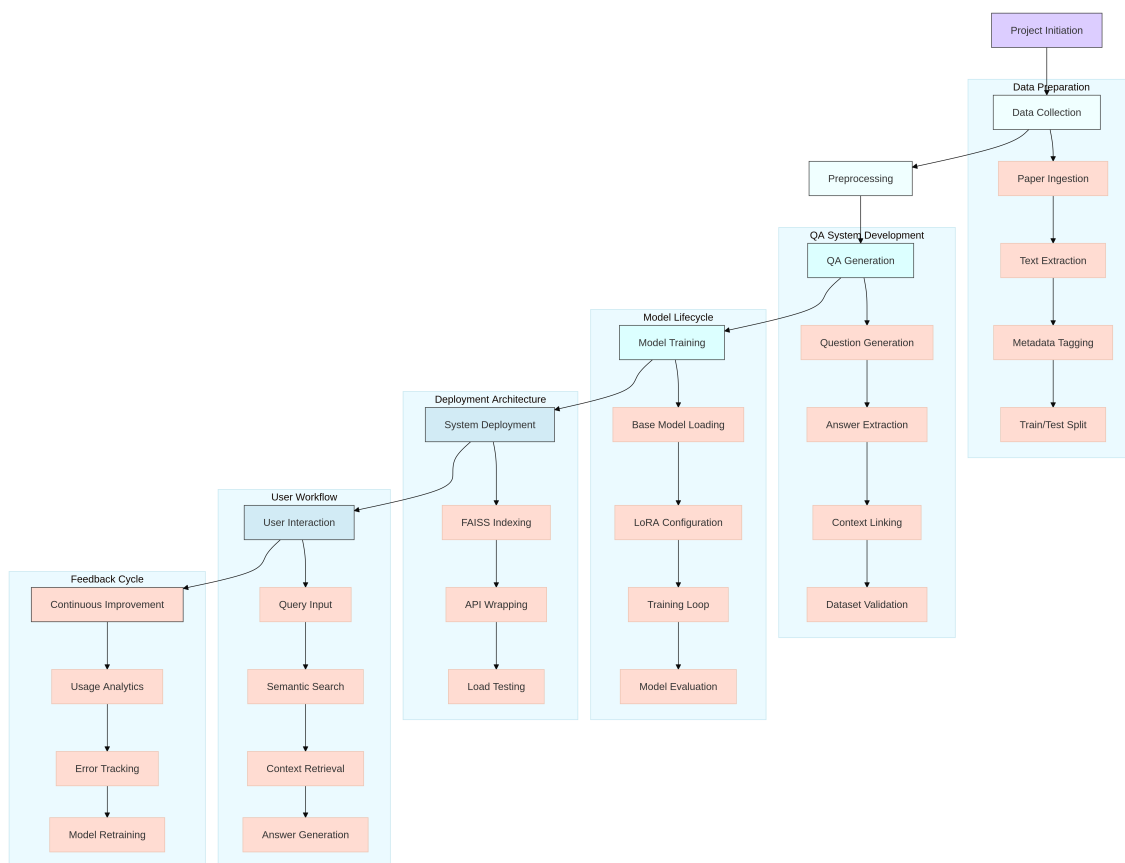 Project Initiation
Data Preparation
Data Collection
Preprocessing
Paper Ingestion
QA System Development
QA Generation
Text Extraction
Model Lifecycle
Model Training
Question Generation
Metadata Tagging
Deployment Architecture
System Deployment
Base Model Loading
Answer Extraction
Train/Test Split
User Workflow
User Interaction
FAISS Indexing
LoRA Configuration
Context Linking
Feedback Cycle
Continuous Improvement
Query Input
API Wrapping
Training Loop
Dataset Validation
Usage Analytics
Semantic Search
Load Testing
Model Evaluation
Error Tracking
Context Retrieval
Model Retraining
Answer Generation